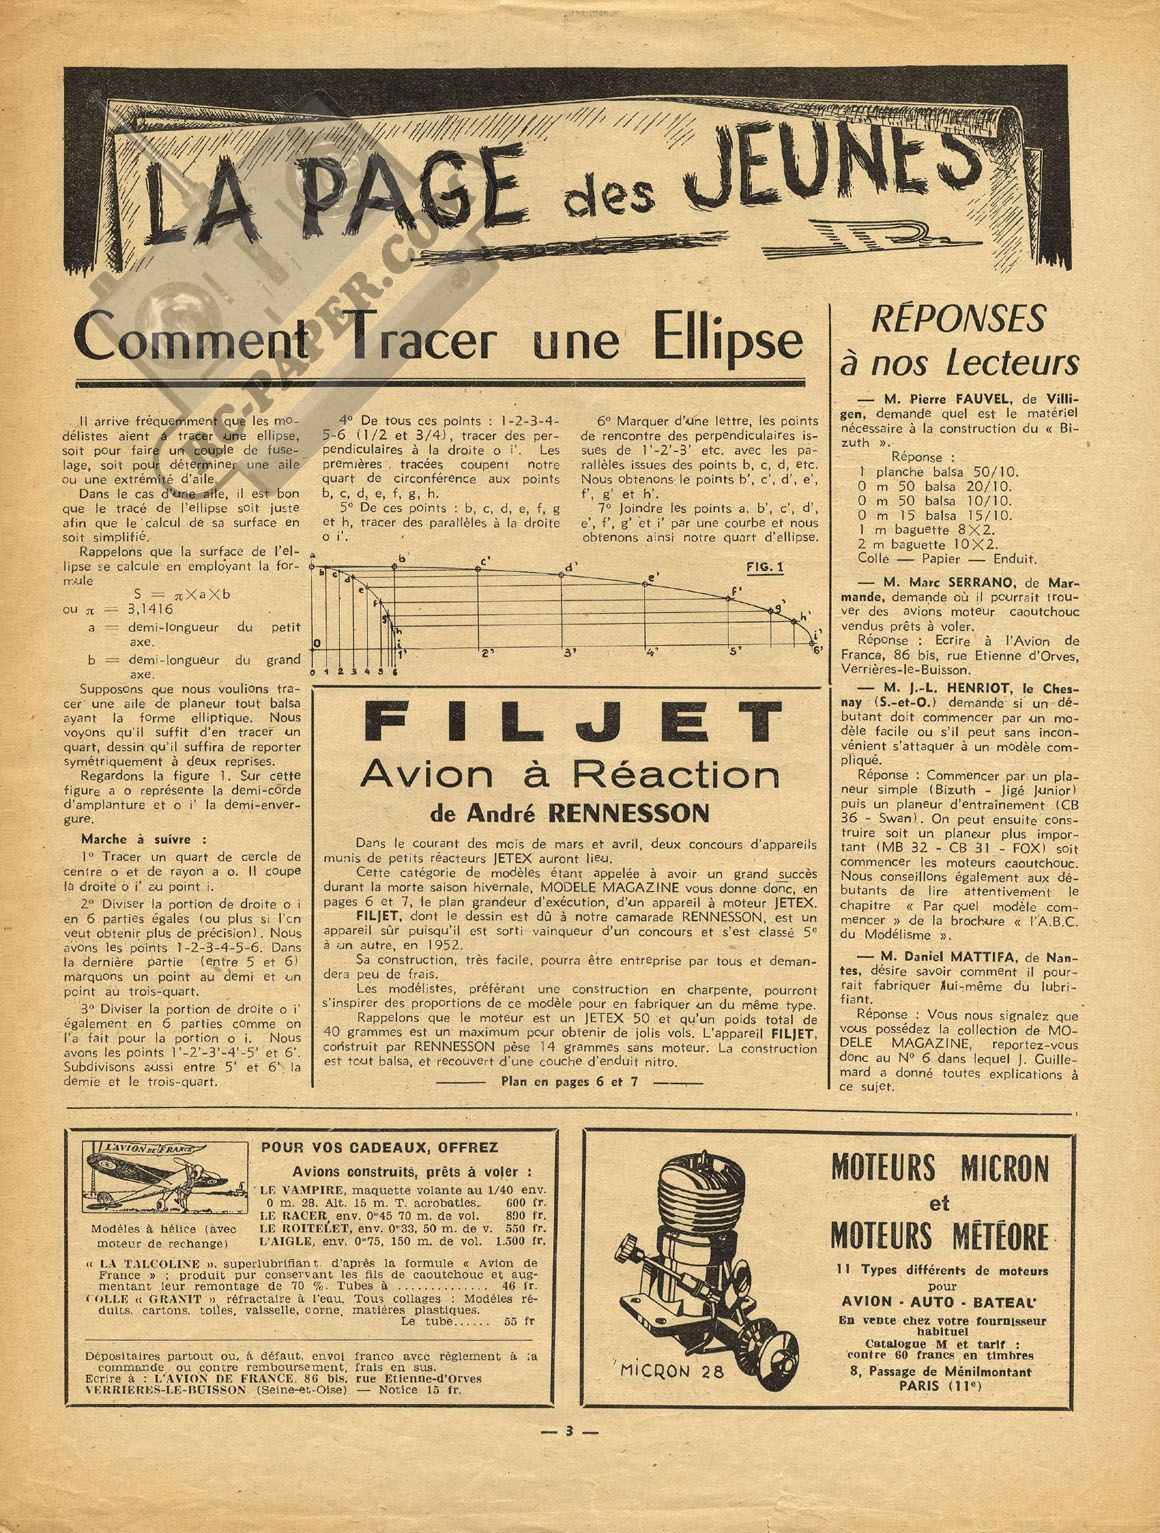 LA PAGE des JEUNES
RC-PAPER.COM
Comment Tracer une Ellipse
Il arrive fréquemment que les mo-
délistes aient à tracer une ellipse,
soit pour faire un couple de fuse-
lage, soit pour déterminer une aile
ou une extrémité d'aile.
Dans le cas d'une aile, il est bon
que le tracé de l'ellipse soit juste
afin que le calcul de sa surface en
soit simplifié.
Rappelons que la surface de l'el-
lipse se calcule en employant la for-
mule
S = π×a×b
ou π = 3,1416
a = demi-longueur du petit
axe.
b = demi-longueur du grand
axe.
Supposons que nous voulions tra-
cer une aile de planeur tout balsa
ayant la forme elliptique. Nous
voyons qu'il suffit d'en tracer un
quart, dessin qu'il suffira de reporter
symétriquement à deux reprises.
Regardons la figure 1. Sur cette
figure a o représente la demi-corde
d'amplanture et o i' la demi-enver-
gure.
Marche à suivre :
1° Tracer un quart de cercle de
centre o et de rayon a o. Il coupe
la droite o i' au point i.
2° Diviser la portion de droite o i
en 6 parties égales (ou plus si l'on
veut obtenir plus de précision). Nous
avons les points 1-2-3-4-5-6. Dans
la dernière partie (entre 5 et 6)
marquons un point au demi et un
point au trois-quart.
3° Diviser la portion de droite o i'
également en 6 parties comme on
l'a fait pour la portion o i. Nous
avons les points 1'-2'-3'-4'-5' et 6'.
Subdivisons aussi entre 5' et 6' la
demie et le trois-quart.
4° De tous ces points : 1-2-3-4-
5-6 (1/2 et 3/4), tracer des per-
pendiculaires à la droite o i'. Les
premières tracées coupent notre
quart de circonférence aux points
b, c, d, e, f, g, h.
5° De ces points : b, c, d, e, f, g
et h, tracer des parallèles à la droite
o i'.
6° Marquer d'une lettre, les points
de rencontre des perpendiculaires is-
sues de 1'-2'-3' etc. avec les pa-
rallèles issues des points b, c, d, etc.
Nous obtenons le points b', c', d', e',
f', g' et h'.
7° Joindre les points a, b', c', d',
e', f', g' et i' par une courbe et nous
obtenons ainsi notre quart d'ellipse.
FIG. 1
a b c d e f g h i
b' c' d' e' f' g' h' i'
O 1' 2' 3' 4' 5' 6'
0 1 2 3 4 5 6
FILJET
Avion à Réaction
de André RENNESSON
Dans le courant des mois de mars et avril, deux concours d'appareils
munis de petits réacteurs JETEX auront lieu.
Cette catégorie de modèles étant appelée à avoir un grand succès
durant la morte saison hivernale, MODELE MAGAZINE vous donne donc, en
pages 6 et 7, le plan grandeur d'exécution, d'un appareil à moteur JETEX.
FILJET, dont le dessin est dû à notre camarade RENNESSON, est un
appareil sûr puisqu'il est sorti vainqueur d'un concours et s'est classé 5e
à un autre, en 1952.
Sa construction, très facile, pourra être entreprise par tous et deman-
dera peu de frais.
Les modélistes, préférant une construction en charpente, pourront
s'inspirer des proportions de ce modèle pour en fabriquer un du même type.
Rappelons que le moteur est un JETEX 50 et qu'un poids total de
40 grammes est un maximum pour obtenir de jolis vols. L'appareil FILJET,
construit par RENNESSON pèse 14 grammes sans moteur. La construction
est tout balsa, et recouvert d'une couche d'enduit nitro.
Plan en pages 6 et 7
RÉPONSES
à nos Lecteurs
— M. Pierre FAUVEL, de Villi-
gen, demande quel est le matériel
nécessaire à la construction du « Bi-
zuth ».
Réponse :
1 planche balsa 50/10.
0 m 50 balsa 20/10.
0 m 50 balsa 10/10.
0 m 15 balsa 15/10.
1 m baguette 8×2.
2 m baguette 10×2.
Colle — Papier — Enduit.
— M. Marc SERRANO, de Mar-
mande, demande où il pourrait trou-
ver des avions moteur caoutchouc
vendus prêts à voler.
Réponse : Ecrire à l'Avion de
France, 86 bis, rue Etienne d'Orves,
Verrières-le-Buisson.
— M. J.-L. HENRIOT, le Ches-
nay (S.-et-O.) demande si un dé-
butant doit commencer par un mo-
dèle facile ou s'il peut sans incon-
vénient s'attaquer à un modèle com-
pliqué.
Réponse : Commencer par un pla-
neur simple (Bizuth - Jigé Junior)
puis un planeur d'entraînement (CB
36 - Swan). On peut ensuite cons-
truire soit un planeur plus impor-
tant (MB 32 - CB 31 - FOX) soit
commencer les moteurs caoutchouc.
Nous conseillons également aux dé-
butants de lire attentivement le
chapitre « Par quel modèle com-
mencer » de la brochure « l'A.B.C.
du Modélisme ».
— M. Daniel MATTIFA, de Nan-
tes, désire savoir comment il pour-
rait fabriquer lui-même du lubri-
fiant.
Réponse : Vous nous signalez que
vous possédez la collection de MO-
DELE MAGAZINE, reportez-vous
donc au N° 6 dans lequel J. Guille-
mard a donné toutes explications à
ce sujet.
L'AVION DE FRANCE
Modèles à hélice (avec
moteur de rechange)
POUR VOS CADEAUX, OFFREZ
Avions construits, prêts à voler :
LE VAMPIRE, maquette volante au 1/40 env.
0 m. 28. Alt. 15 m. T. acrobaties. 600 fr.
LE RACER, env. 0m45 70 m. de vol. 890 fr.
LE ROITELET, env. 0m33, 50 m. de v. 550 fr.
L'AIGLE, env. 0m75, 150 m. de vol. 1.500 fr.
« LA TALCOLINE », superlubrifiant, d'après la formule « Avion de
France » ; produit pur conservant les fils de caoutchouc et aug-
mentant leur remontage de 70 %. Tubes à .............. 46 fr.
COLLE « GRANIT » réfractaire à l'eau. Tous collages : Modèles ré-
duits, cartons, toiles, vaisselle, corne, matières plastiques.
Le tube...... 55 fr
Dépositaires partout ou, à défaut, envoi franco avec règlement à la
commande ou contre remboursement, frais en sus.
Ecrire à : L'AVION DE FRANCE, 86 bis, rue Etienne-d'Orves
VERRIERES-LE-BUISSON (Seine-et-Oise) — Notice 15 fr.
MICRON 28
MOTEURS MICRON
et
MOTEURS MÉTÉORE
11 Types différents de moteurs
pour
AVION - AUTO - BATEAU
En vente chez votre fournisseur
habituel
Catalogue M et tarif :
contre 60 francs en timbres
8, Passage de Ménilmontant
PARIS (11e)
— 3 —